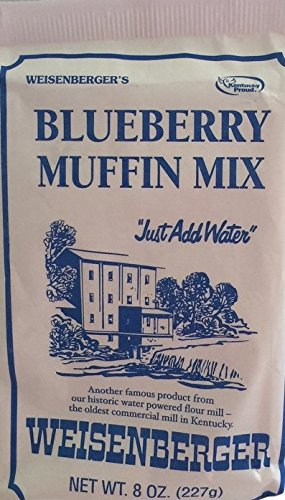 WEISENBERGER'S
Kentucky
Proud
BLUEBERRY
MUFFIN MIX
"Just Add Water"
Another famous product from
our historic water powered flour mill –
the oldest commercial mill in Kentucky.
WEISENBERGER
NET WT. 8 OZ. (227g)